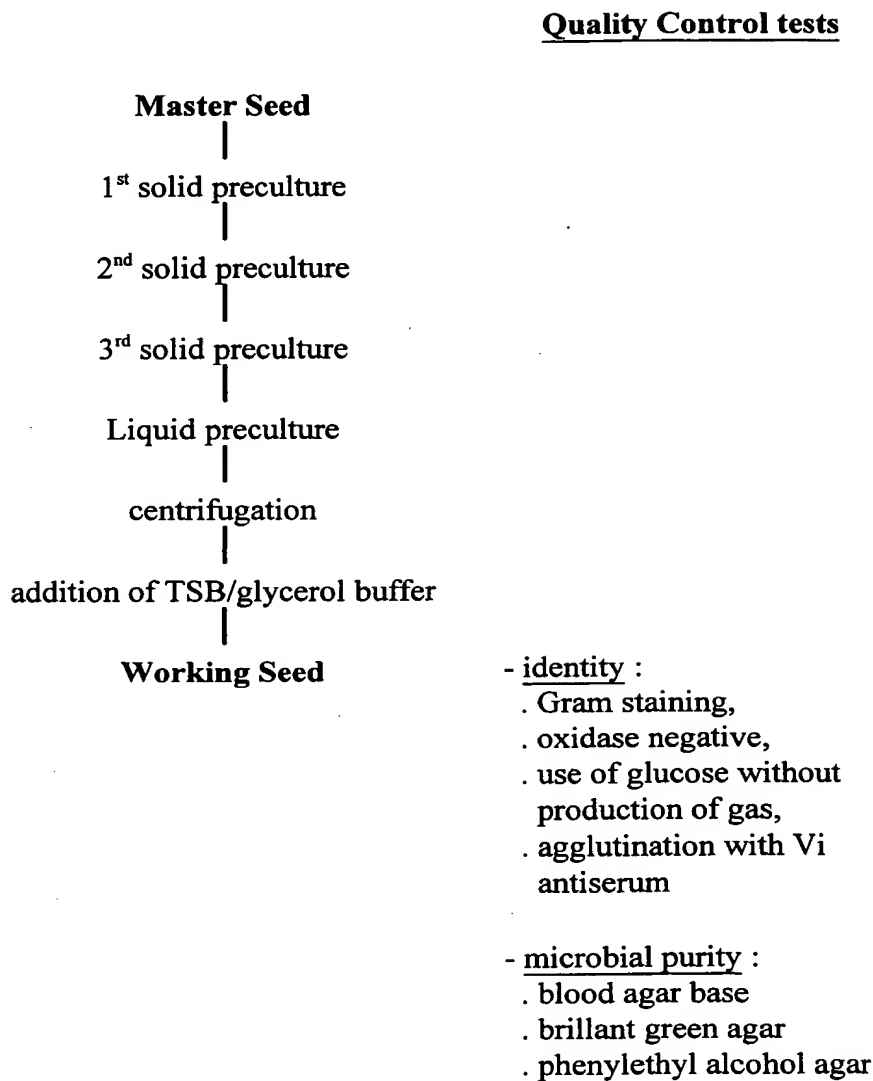 Quality Control tests
Master Seed
1st solid preculture
2nd solid preculture
3rd solid preculture
Liquid preculture
centrifugation
addition of TSB/glycerol buffer
Working Seed
- identity :
. Gram staining,
. oxidase negative,
. use of glucose without
production of gas,
. agglutination with Vi
antiserum
- microbial purity :
. blood agar base
. brillant green agar
. phenylethyl alcohol agar